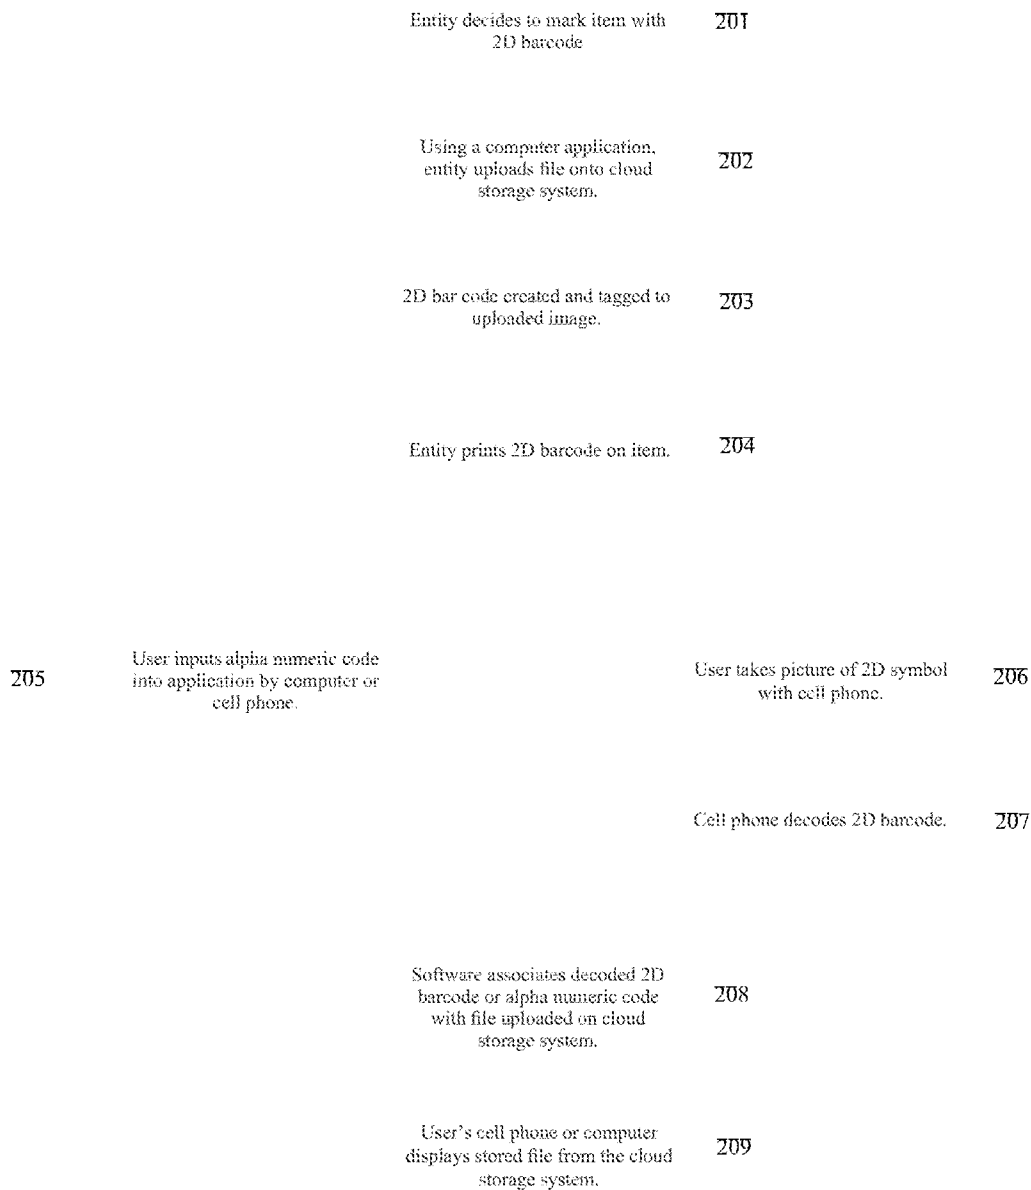 Entity decides to mark item with
2D barcode
201
Using a computer application,
entity uploads file onto cloud
storage system.
202
2D bar code created and tagged to
uploaded image.
203
Entity prints 2D barcode on item.
204
205
User inputs alpha numeric code
into application by computer or
cell phone.
User takes picture of 2D symbol
with cell phone.
206
Cell phone decodes 2D barcode.
207
Software associates decoded 2D
barcode or alpha numeric code
with file uploaded on cloud
storage system.
208
User's cell phone or computer
displays stored file from the cloud
storage system.
209